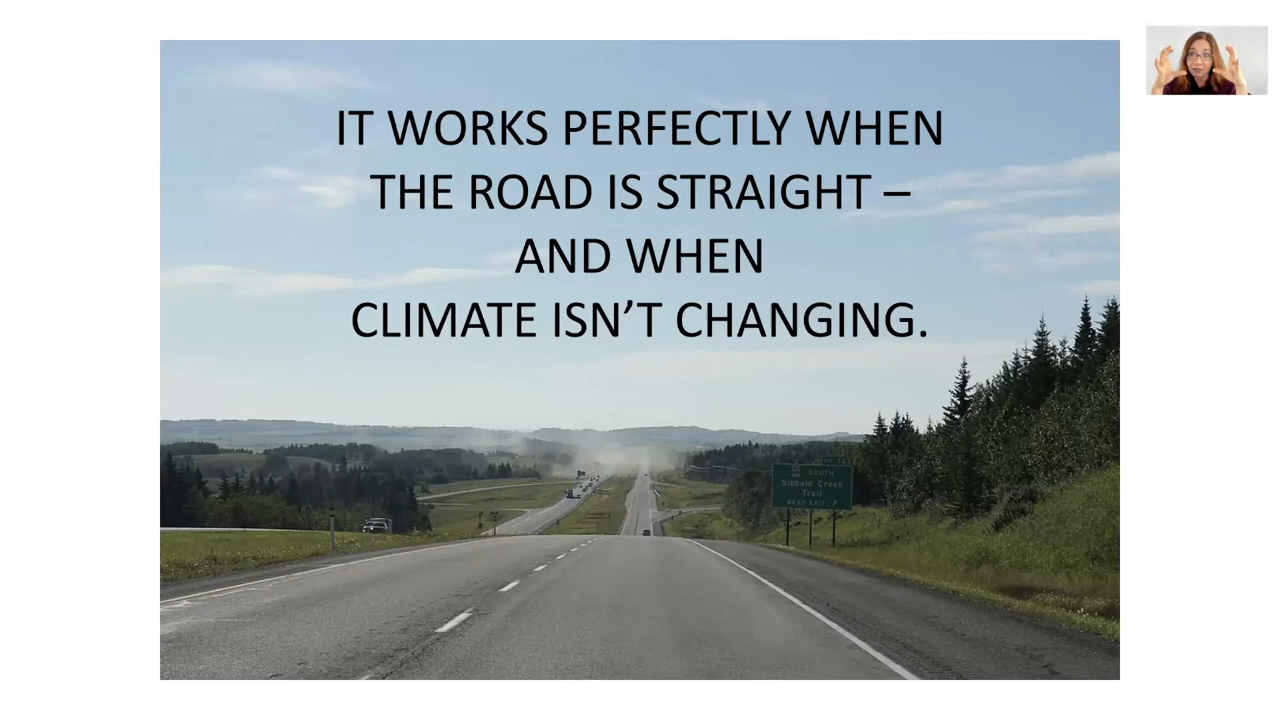 IT WORKS PERFECTLY WHEN
THE ROAD IS STRAIGHT –
AND WHEN
CLIMATE ISN’T CHANGING.
SOUTH
Sibbald Creek
Trail
NEXT EXIT